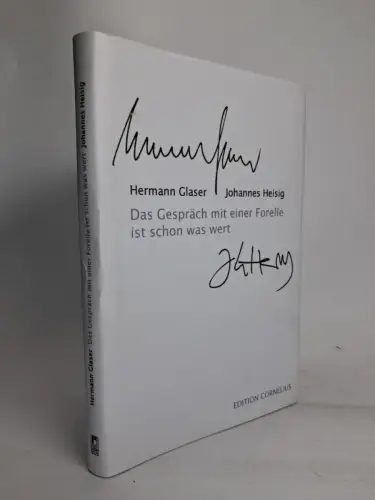 Hermann Glaser Johannes Heisig
Das Gespräch mit einer Forelle
ist schon was wert
EDITION CORNELIUS
Hermann Glaser Das Gespräch mit einer Forelle ist schon was wert Johannes Heisig